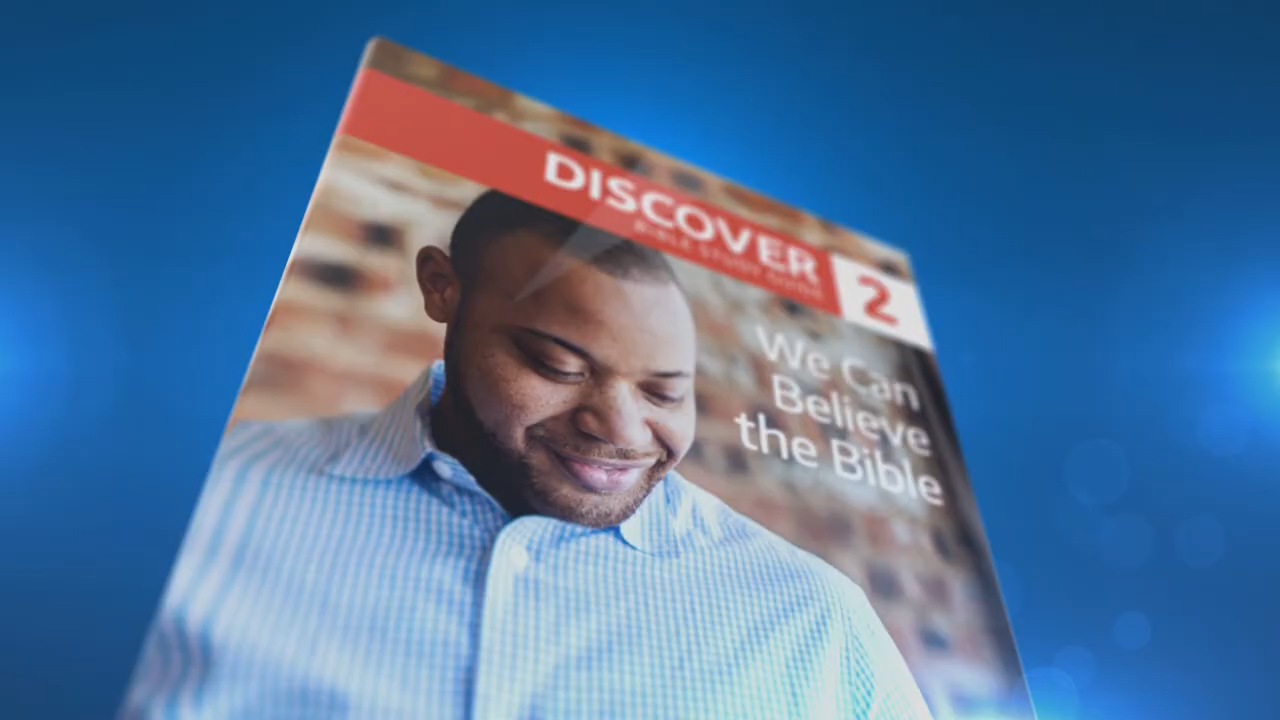 DISCOVER
BIBLE STUDY GUIDE
2
We Can
Believe
the Bible